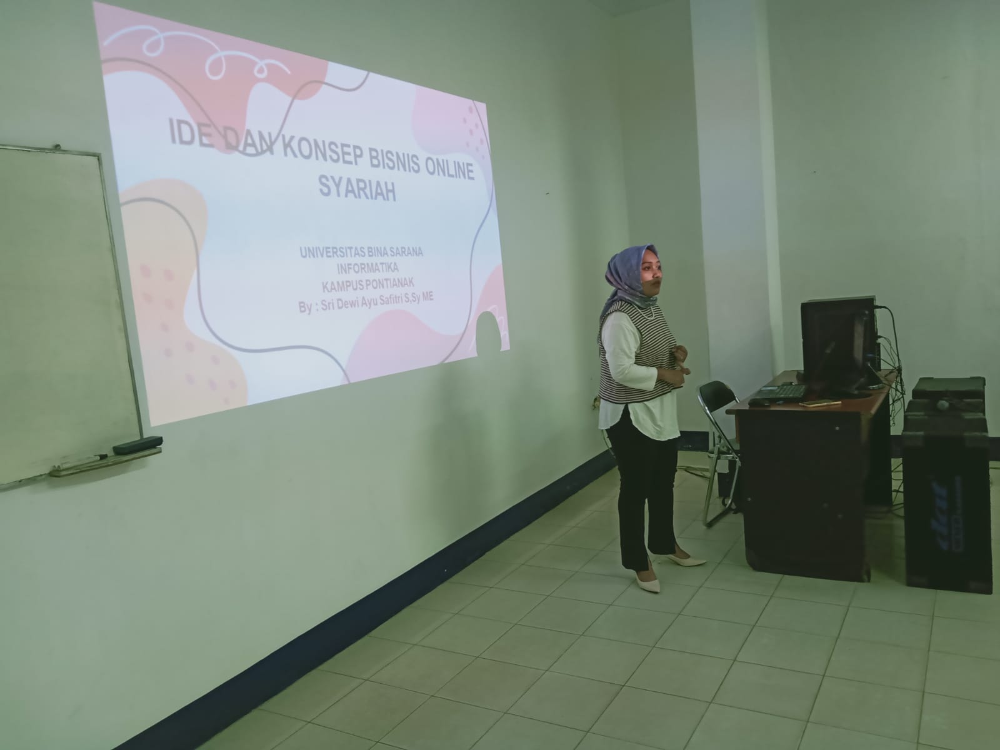 IDE DAN KONSEP BISNIS ONLINE
SYARIAH
UNIVERSITAS BINA SARANA
INFORMATIKA
KAMPUS PONTIANAK
By : Sri Dewi Ayu Safitri S,Sy ME